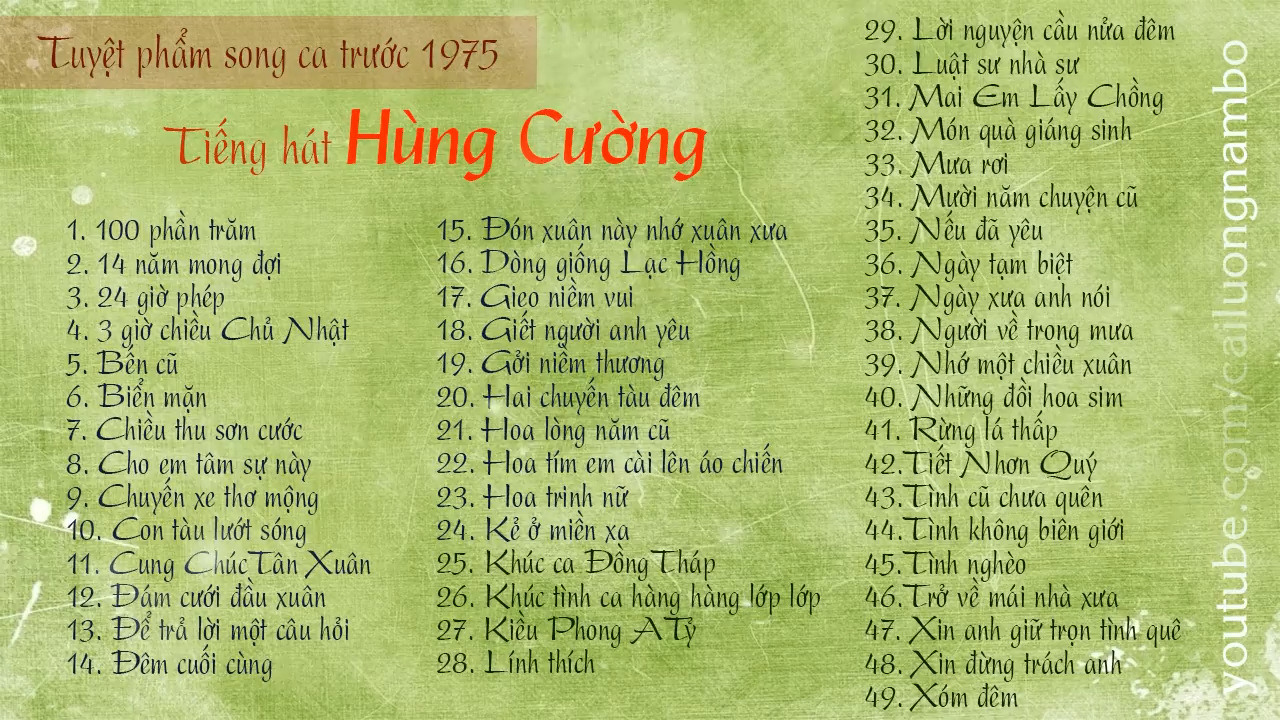 Tuyệt phẩm song ca trước 1975
Tiếng hát Hùng Cường
1. 100 phần trăm
2. 14 năm mong đợi
3. 24 giờ phép
4. 3 giờ chiều Chủ Nhật
5. Bến cũ
6. Biển mặn
7. Chiều thu sơn cước
8. Cho em tâm sự này
9. Chuyến xe thơ mộng
10. Con tàu lướt sóng
11. Cung Chúc Tân Xuân
12. Đám cưới đầu xuân
13. Để trả lời một câu hỏi
14. Đêm cuối cùng
15. Đón xuân này nhớ xuân xưa
16. Dòng giống Lạc Hồng
17. Gieo niềm vui
18. Giết người anh yêu
19. Gởi niềm thương
20. Hai chuyến tàu đêm
21. Hoa lòng năm cũ
22. Hoa tím em cài lên áo chiến
23. Hoa trinh nữ
24. Kẻ ở miền xa
25. Khúc ca Đồng Tháp
26. Khúc tình ca hàng hàng lớp lớp
27. Kiều Phong A Tỷ
28. Lính thích
29. Lời nguyện cầu nửa đêm
30. Luật sư nhà sư
31. Mai Em Lấy Chồng
32. Món quà giáng sinh
33. Mưa rơi
34. Mười năm chuyện cũ
35. Nếu đã yêu
36. Ngày tạm biệt
37. Ngày xưa anh nói
38. Người về trong mưa
39. Nhớ một chiều xuân
40. Những đồi hoa sim
41. Rừng lá thấp
42. Tiết Nhơn Quý
43. Tình cũ chưa quên
44. Tình không biên giới
45. Tình nghèo
46. Trở về mái nhà xưa
47. Xin anh giữ trọn tình quê
48. Xin đừng trách anh
49. Xóm đêm
youtube.com/cailuongnambo